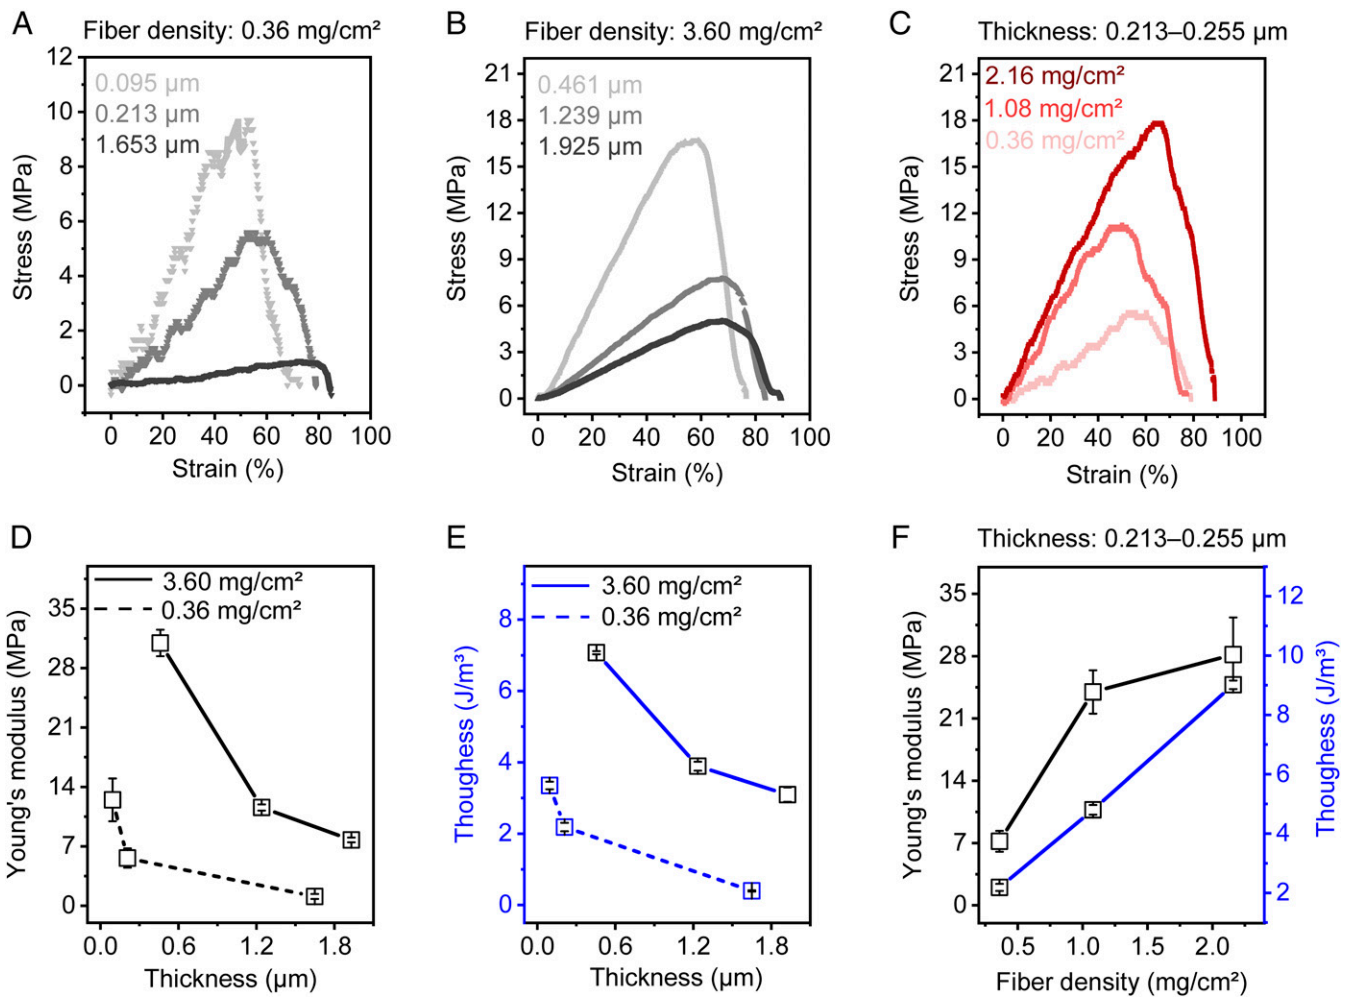 A
Fiber density: 0.36 mg/cm²
12
10
8
6
4
2
0
Stress (MPa)
0.095 µm
0.213 µm
1.653 µm
0 20 40 60 80 100
Strain (%)
B
Fiber density: 3.60 mg/cm²
21
18
15
12
9
6
3
0
Stress (MPa)
0.461 µm
1.239 µm
1.925 µm
0 20 40 60 80 100
Strain (%)
C
Thickness: 0.213–0.255 µm
21
18
15
12
9
6
3
0
Stress (MPa)
2.16 mg/cm²
1.08 mg/cm²
0.36 mg/cm²
0 20 40 60 80 100
Strain (%)
D
35
28
21
14
7
0
Young's modulus (MPa)
3.60 mg/cm²
0.36 mg/cm²
0.0 0.6 1.2 1.8
Thickness (µm)
E
8
6
4
2
0
Thoughess (J/m³)
3.60 mg/cm²
0.36 mg/cm²
0.0 0.6 1.2 1.8
Thickness (µm)
F
Thickness: 0.213–0.255 µm
35
28
21
14
7
0
Young's modulus (MPa)
12
10
8
6
4
2
Thoughess (J/m³)
0.5 1.0 1.5 2.0
Fiber density (mg/cm²)